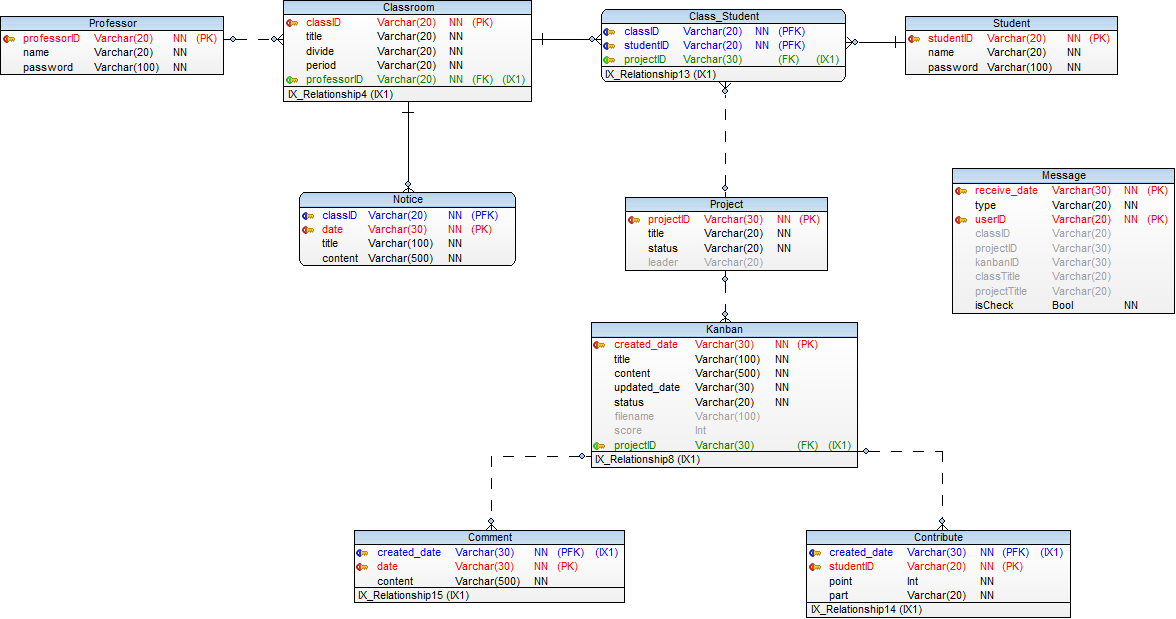 Professor
professorID Varchar(20) NN (PK)
name Varchar(20) NN
password Varchar(100) NN
Classroom
classID Varchar(20) NN (PK)
title Varchar(20) NN
divide Varchar(20) NN
period Varchar(20) NN
professorID Varchar(20) NN (FK) (IX1)
IX_Relationship4 (IX1)
Class_Student
classID Varchar(20) NN (PFK)
studentID Varchar(20) NN (PFK)
projectID Varchar(30) (FK) (IX1)
IX_Relationship13 (IX1)
Student
studentID Varchar(20) NN (PK)
name Varchar(20) NN
password Varchar(100) NN
Notice
classID Varchar(20) NN (PFK)
date Varchar(30) NN (PK)
title Varchar(100) NN
content Varchar(500) NN
Project
projectID Varchar(30) NN (PK)
title Varchar(20) NN
status Varchar(20) NN
leader Varchar(20)
Message
receive_date Varchar(30) NN (PK)
type Varchar(20) NN
userID Varchar(20) NN (PK)
classID Varchar(20)
projectID Varchar(30)
kanbanID Varchar(30)
classTitle Varchar(20)
projectTitle Varchar(20)
isCheck Bool NN
Kanban
created_date Varchar(30) NN (PK)
title Varchar(100) NN
content Varchar(500) NN
updated_date Varchar(30) NN
status Varchar(20) NN
filename Varchar(100)
score Int
projectID Varchar(30) (FK) (IX1)
IX_Relationship8 (IX1)
Comment
created_date Varchar(30) NN (PFK) (IX1)
date Varchar(30) NN (PK)
content Varchar(500) NN
IX_Relationship15 (IX1)
Contribute
created_date Varchar(30) NN (PFK) (IX1)
studentID Varchar(20) NN (PK)
point Int NN
part Varchar(20) NN
IX_Relationship14 (IX1)